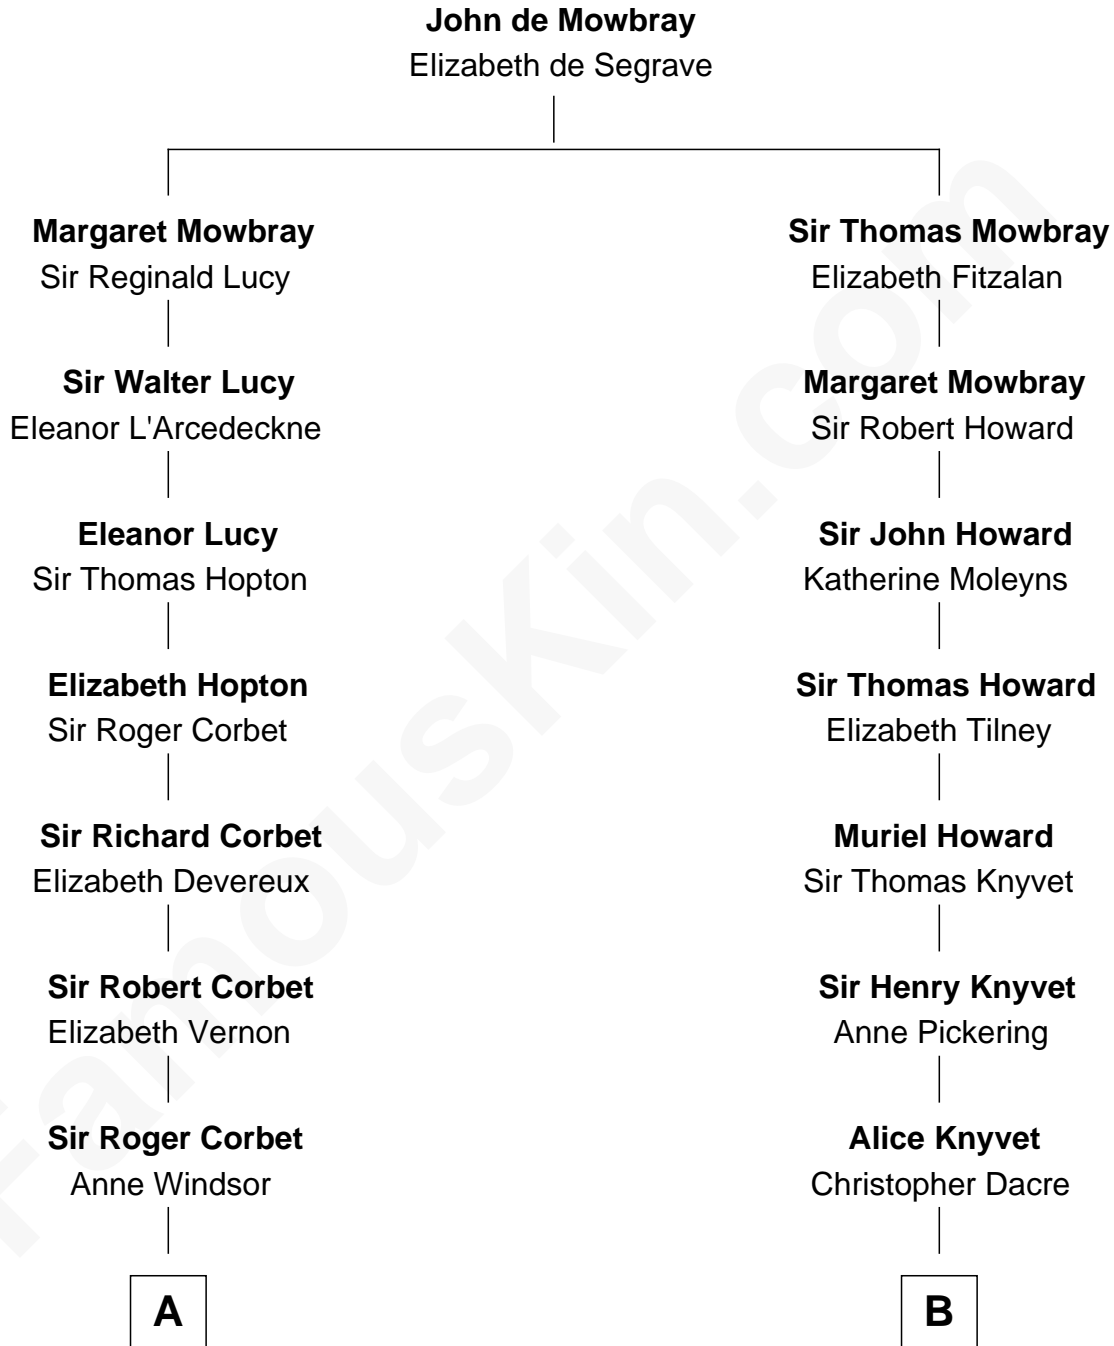 John de Mowbray
Elizabeth de Segrave
Margaret Mowbray
Sir Reginald Lucy
Sir Thomas Mowbray
Elizabeth Fitzalan
Sir Walter Lucy
Eleanor L'Arcedeckne
Margaret Mowbray
Sir Robert Howard
Eleanor Lucy
Sir Thomas Hopton
Sir John Howard
Katherine Moleyns
Elizabeth Hopton
Sir Roger Corbet
Sir Thomas Howard
Elizabeth Tilney
Sir Richard Corbet
Elizabeth Devereux
Muriel Howard
Sir Thomas Knyvet
Sir Robert Corbet
Elizabeth Vernon
Sir Henry Knyvet
Anne Pickering
Sir Roger Corbet
Anne Windsor
Alice Knyvet
Christopher Dacre
A
B
FamousKin.com